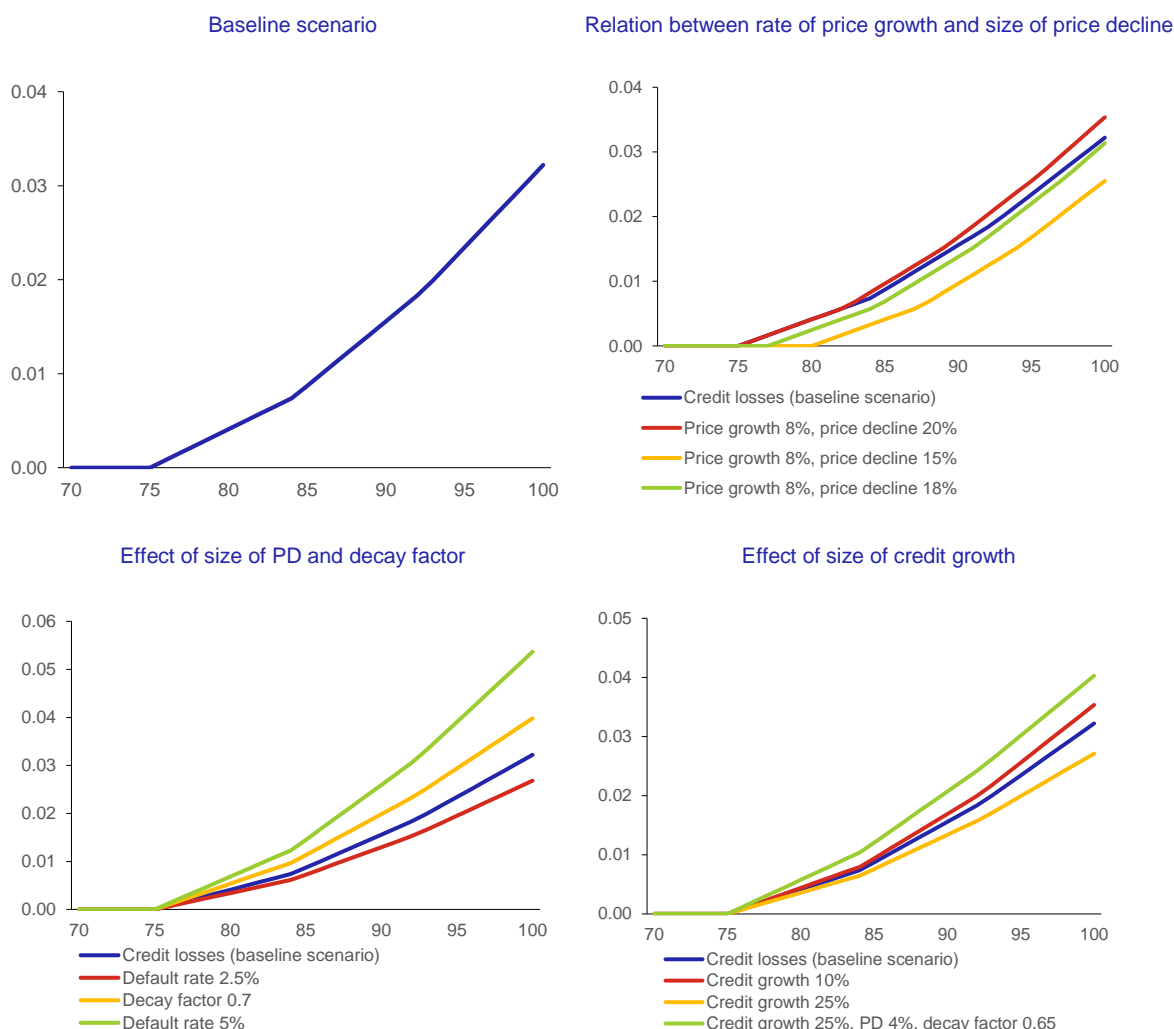 Baseline scenario
0.04
0.03
0.02
0.01
0.00
70 75 80 85 90 95 100
Relation between rate of price growth and size of price decline
0.04
0.03
0.02
0.01
0.00
70 75 80 85 90 95 100
Credit losses (baseline scenario)
Price growth 8%, price decline 20%
Price growth 8%, price decline 15%
Price growth 8%, price decline 18%
Effect of size of PD and decay factor
0.06
0.05
0.04
0.03
0.02
0.01
0.00
70 75 80 85 90 95 100
Credit losses (baseline scenario)
Default rate 2.5%
Decay factor 0.7
Default rate 5%
Effect of size of credit growth
0.05
0.04
0.03
0.02
0.01
0.00
70 75 80 85 90 95 100
Credit losses (baseline scenario)
Credit growth 10%
Credit growth 25%
Credit growth 25%, PD 4%, decay factor 0.65